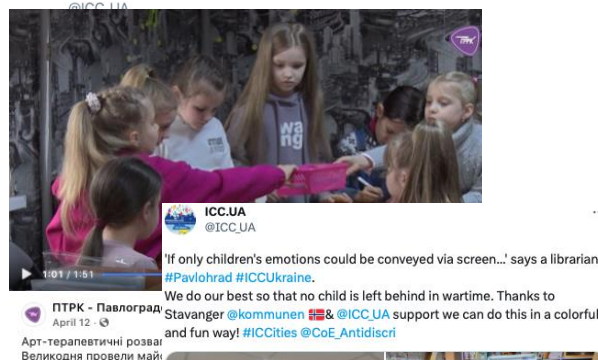 @ICC_UA
wa
ng
1:01 / 1:51
ICC.UA
@ICC_UA
'If only children's emotions could be conveyed via screen...' says a librarian
#Pavlohrad #ICCUkraine.
We do our best so that no child is left behind in wartime. Thanks to
Stavanger @kommunen 🇳🇴& @ICC_UA support we can do this in a colorful
and fun way! #ICCities @CoE_Antidiscri
ПТРК - Павлоград
April 12 ·
Арт-терапевтичні розваг
Великодня провели май